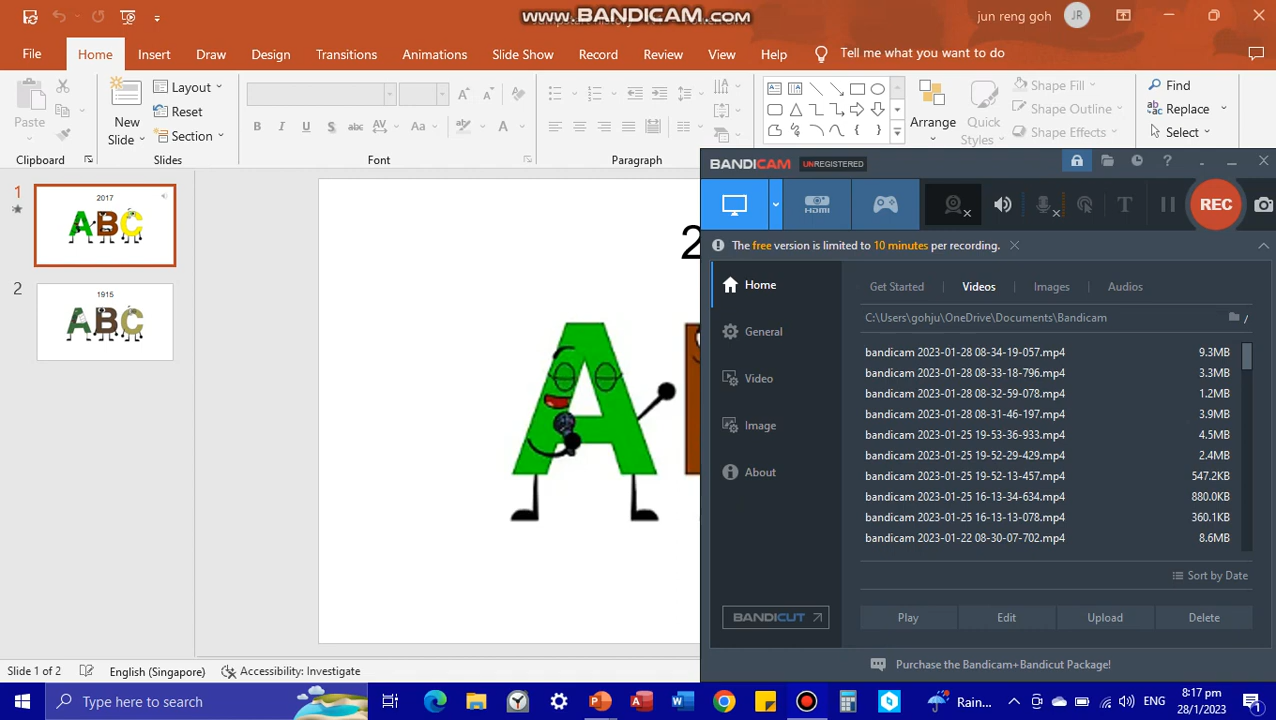 www.BANDICAM.com
jun reng goh
JR
File
Home
Insert
Draw
Design
Transitions
Animations
Slide Show
Record
Review
View
Help
Tell me what you want to do
Paste
Clipboard
New
Slide
Layout
Reset
Section
Slides
B
I
U
S
abc
AV
Aa
A
Font
Paragraph
Arrange
Quick
Styles
Shape Fill
Shape Outline
Shape Effects
Find
Replace
Select
1
2017
ABC
2
1915
ABC
2
A
BANDICAM
UNREGISTERED
HDMI
T
REC
The free version is limited to 10 minutes per recording.
Home
General
Video
Image
About
BANDICUT
Get Started
Videos
Images
Audios
C:\Users\gohju\OneDrive\Documents\Bandicam
/
bandicam 2023-01-28 08-34-19-057.mp4 9.3MB
bandicam 2023-01-28 08-33-18-796.mp4 3.3MB
bandicam 2023-01-28 08-32-59-078.mp4 1.2MB
bandicam 2023-01-28 08-31-46-197.mp4 3.9MB
bandicam 2023-01-25 19-53-36-933.mp4 4.5MB
bandicam 2023-01-25 19-52-29-429.mp4 2.4MB
bandicam 2023-01-25 19-52-13-457.mp4 547.2KB
bandicam 2023-01-25 16-13-34-634.mp4 880.0KB
bandicam 2023-01-25 16-13-13-078.mp4 360.1KB
bandicam 2023-01-22 08-30-07-702.mp4 8.6MB
Sort by Date
Play
Edit
Upload
Delete
Purchase the Bandicam+Bandicut Package!
Slide 1 of 2
English (Singapore)
Accessibility: Investigate
Type here to search
Rain...
ENG
8:17 pm
28/1/2023
1